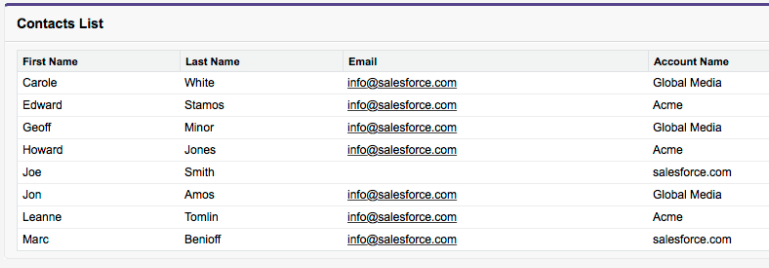 Contacts List
First Name Last Name Email Account Name
Carole White info@salesforce.com Global Media
Edward Stamos info@salesforce.com Acme
Geoff Minor info@salesforce.com Global Media
Howard Jones info@salesforce.com Acme
Joe Smith salesforce.com
Jon Amos info@salesforce.com Global Media
Leanne Tomlin info@salesforce.com Acme
Marc Benioff info@salesforce.com salesforce.com